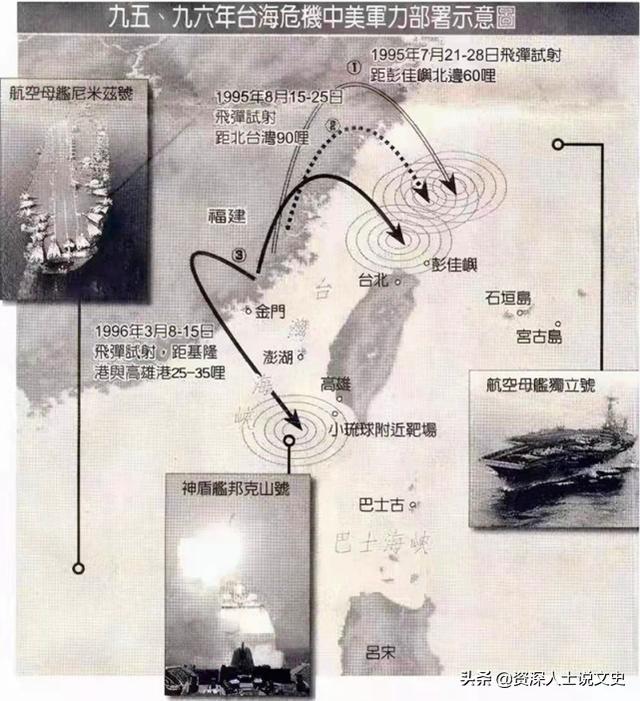 九五、九六年台海危機中美軍力部署示意圖
①
1995年7月21-28日飛彈試射
距彭佳嶼北邊60哩
航空母艦尼米茲號
1995年8月15-25日
飛彈試射
距北台灣90哩
②
福建
③
彭佳嶼
台北
台
灣
海
峽
石垣島
宮古島
金門
1996年3月8-15日
飛彈試射，距基隆
港與高雄港25-35哩
澎湖
高雄
航空母艦獨立號
小琉球附近靶場
神盾艦邦克山號
巴士古
巴士海峽
呂宋
头条 @资深人士说文史